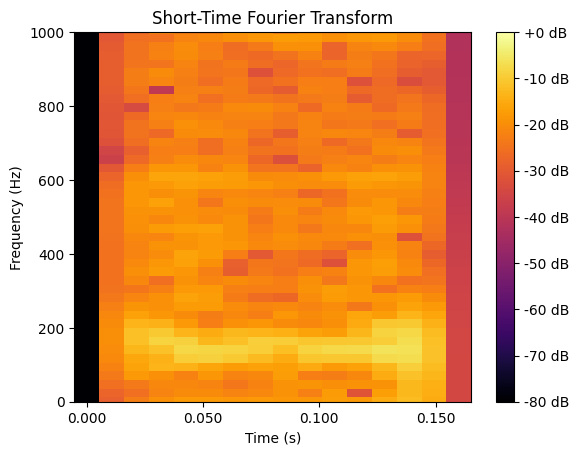 Short-Time Fourier Transform
1000
800
600
400
200
0
Frequency (Hz)
0.000
0.050
0.100
0.150
Time (s)
+0 dB
-10 dB
-20 dB
-30 dB
-40 dB
-50 dB
-60 dB
-70 dB
-80 dB